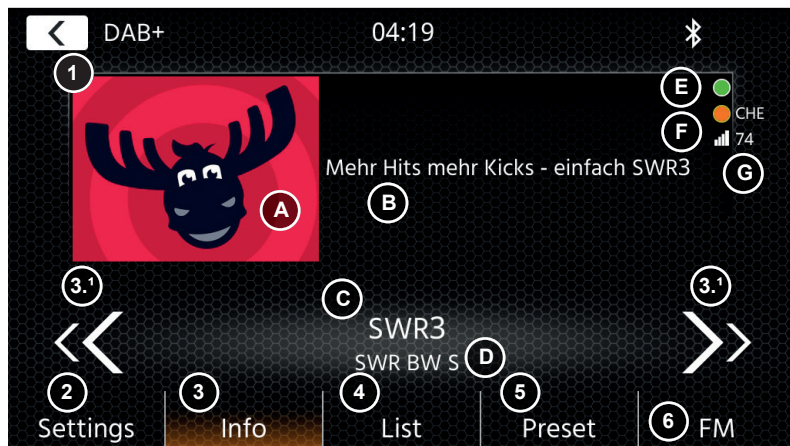 DAB+ 04:19
1
E
CHE
F
74
G
Mehr Hits mehr Kicks - einfach SWR3
B
A
3.¹ 3.¹
C
SWR3
SWR BW S D
2 3 4 5
Settings Info List Preset 6 FM